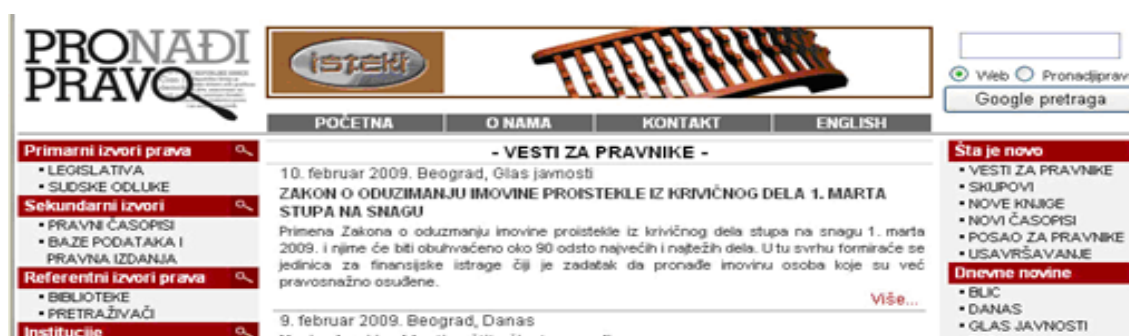 PRONAĐI
PRAVO
istekli
Web Pronadjiprav
Google pretraga
POČETNA O NAMA KONTAKT ENGLISH
Primarni izvori prava
• LEGISLATIVA
• SUDSKE ODLUKE
Sekundarni izvori
• PRAVNI ČASOPISI
• BAZE PODATAKA I
PRAVNA IZDANJA
Referentni izvori prava
• BIBLIOTEKE
• PRETRAŽIVAČI
Institucije
- VESTI ZA PRAVNIKE -
10. februar 2009. Beograd, Glas javnosti
ZAKON O ODUZIMANJU IMOVINE PROISTEKLE IZ KRIVIČNOG DELA 1. MARTA
STUPA NA SNAGU
Primena Zakona o oduzmanju imovine proistekle iz krivičnog dela stupa na snagu 1. marta
2009. i njime će biti obuhvaćeno oko 90 odsto najvećih i najtežih dela. U tu svrhu formiraće se
jedinica za finansijske istrage čiji je zadatak da pronađe imovinu osoba koje su već
pravosnažno osuđene.
Više...
9. februar 2009. Beograd, Danas
Šta je novo
• VESTI ZA PRAVNIKE
• SKUPOVI
• NOVE KNJIGE
• NOVI ČASOPISI
• POSAO ZA PRAVNIKE
• USAVRŠAVANJE
Dnevne novine
• BLIC
• DANAS
• GLAS JAVNOSTI